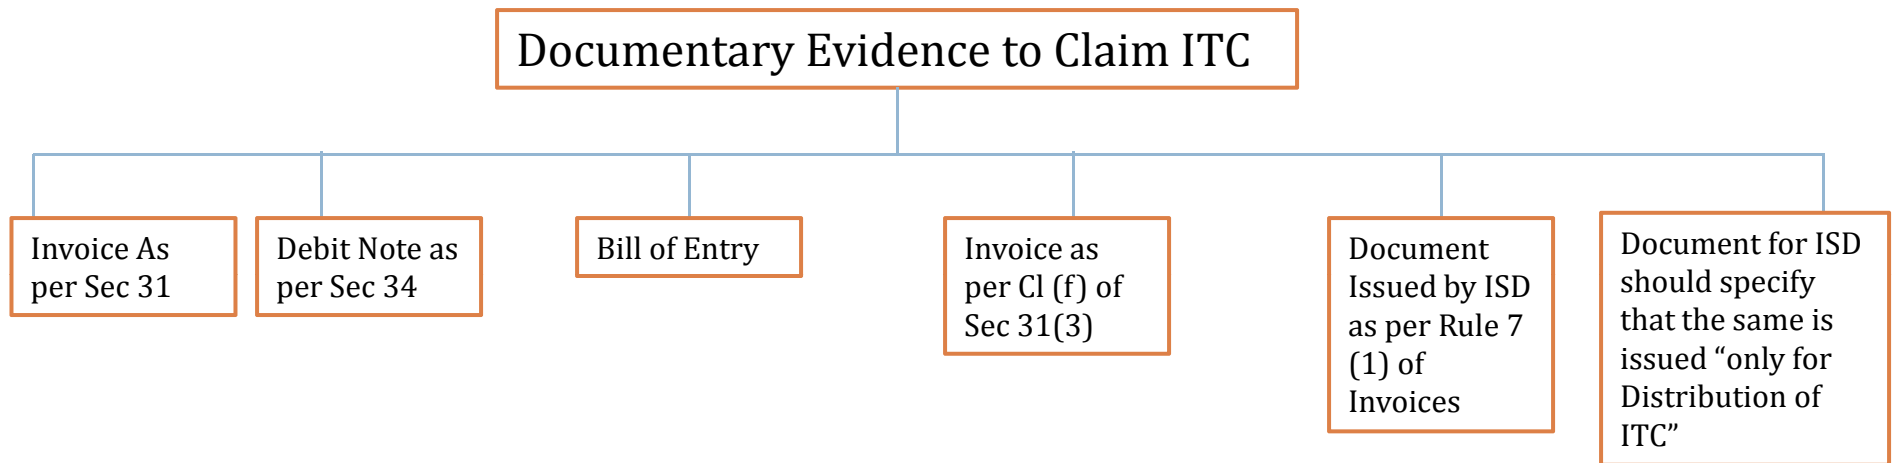 Documentary Evidence to Claim ITC
Invoice As
per Sec 31
Debit Note as
per Sec 34
Bill of Entry
Invoice as
per Cl (f) of
Sec 31(3)
Document
Issued by ISD
as per Rule 7
(1) of
Invoices
Document for ISD
should specify
that the same is
issued “only for
Distribution of
ITC”